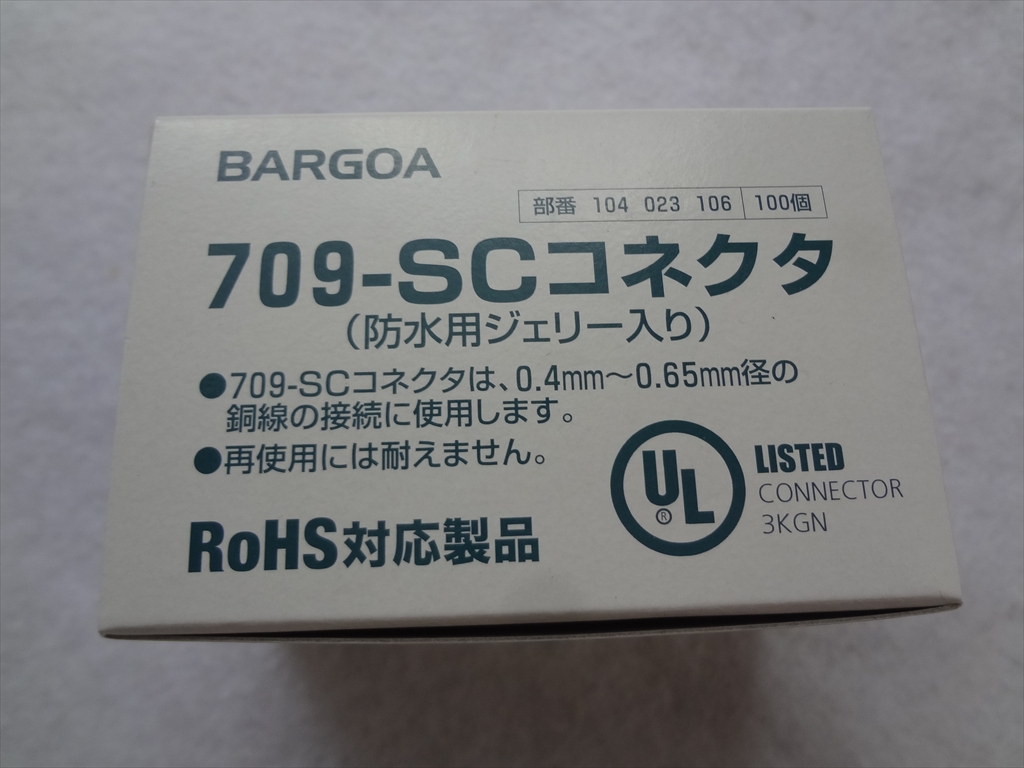 BARGOA
部番 104 023 106 100個
709-SCコネクタ
(防水用ジェリー入り)
●709-SCコネクタは、0.4mm～0.65mm径の
銅線の接続に使用します。
●再使用には耐えません。
UL ®
LISTED
CONNECTOR
3KGN
RoHS対応製品